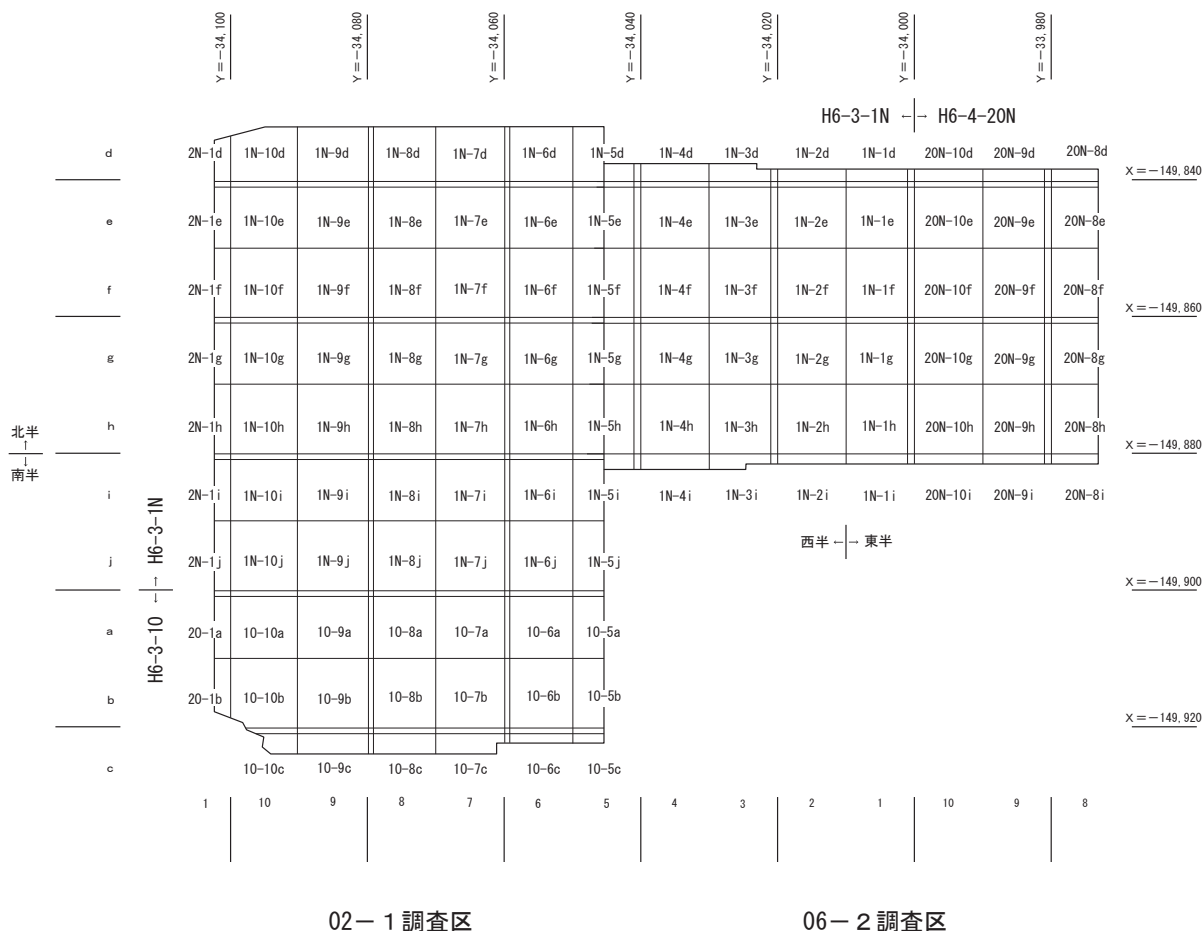 Y＝−34,100
Y＝−34,080
Y＝−34,060
Y＝−34,040
Y＝−34,020
Y＝−34,000
Y＝−33,980
H6-3-1N ←→ H6-4-20N
d 2N-1d 1N-10d 1N-9d 1N-8d 1N-7d 1N-6d 1N-5d 1N-4d 1N-3d 1N-2d 1N-1d 20N-10d 20N-9d 20N-8d
X＝−149,840
e 2N-1e 1N-10e 1N-9e 1N-8e 1N-7e 1N-6e 1N-5e 1N-4e 1N-3e 1N-2e 1N-1e 20N-10e 20N-9e 20N-8e
f 2N-1f 1N-10f 1N-9f 1N-8f 1N-7f 1N-6f 1N-5f 1N-4f 1N-3f 1N-2f 1N-1f 20N-10f 20N-9f 20N-8f
X＝−149,860
g 2N-1g 1N-10g 1N-9g 1N-8g 1N-7g 1N-6g 1N-5g 1N-4g 1N-3g 1N-2g 1N-1g 20N-10g 20N-9g 20N-8g
h 2N-1h 1N-10h 1N-9h 1N-8h 1N-7h 1N-6h 1N-5h 1N-4h 1N-3h 1N-2h 1N-1h 20N-10h 20N-9h 20N-8h
北半
↑
↓
南半
X＝−149,880
i 2N-1i 1N-10i 1N-9i 1N-8i 1N-7i 1N-6i 1N-5i 1N-4i 1N-3i 1N-2i 1N-1i 20N-10i 20N-9i 20N-8i
西半 ←→ 東半
j 2N-1j 1N-10j 1N-9j 1N-8j 1N-7j 1N-6j 1N-5j
H6-3-10 ←→ H6-3-1N
X＝−149,900
a 20-1a 10-10a 10-9a 10-8a 10-7a 10-6a 10-5a
b 20-1b 10-10b 10-9b 10-8b 10-7b 10-6b 10-5b
X＝−149,920
c 10-10c 10-9c 10-8c 10-7c 10-6c 10-5c
1 10 9 8 7 6 5 4 3 2 1 10 9 8
02－１調査区
06－２調査区